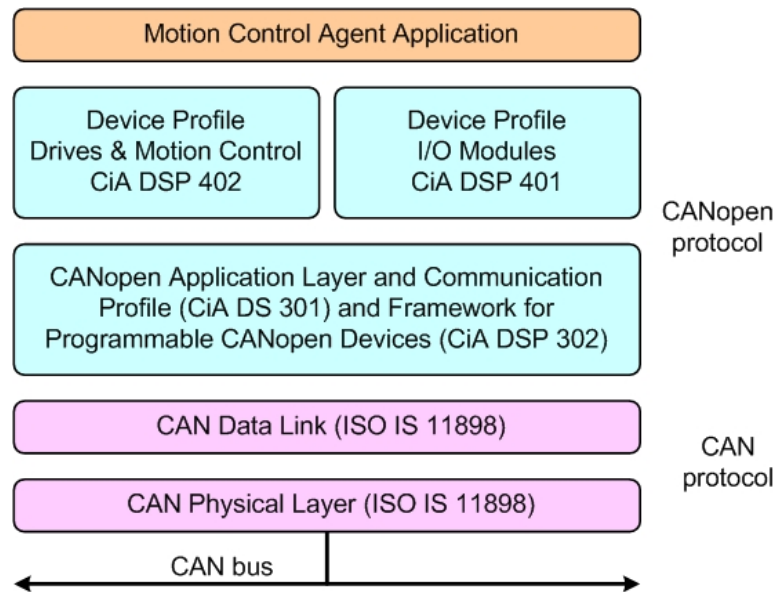 Motion Control Agent Application
Device Profile
Drives & Motion Control
CiA DSP 402
Device Profile
I/O Modules
CiA DSP 401
CANopen
protocol
CANopen Application Layer and Communication
Profile (CiA DS 301) and Framework for
Programmable CANopen Devices (CiA DSP 302)
CAN Data Link (ISO IS 11898)
CAN
protocol
CAN Physical Layer (ISO IS 11898)
CAN bus